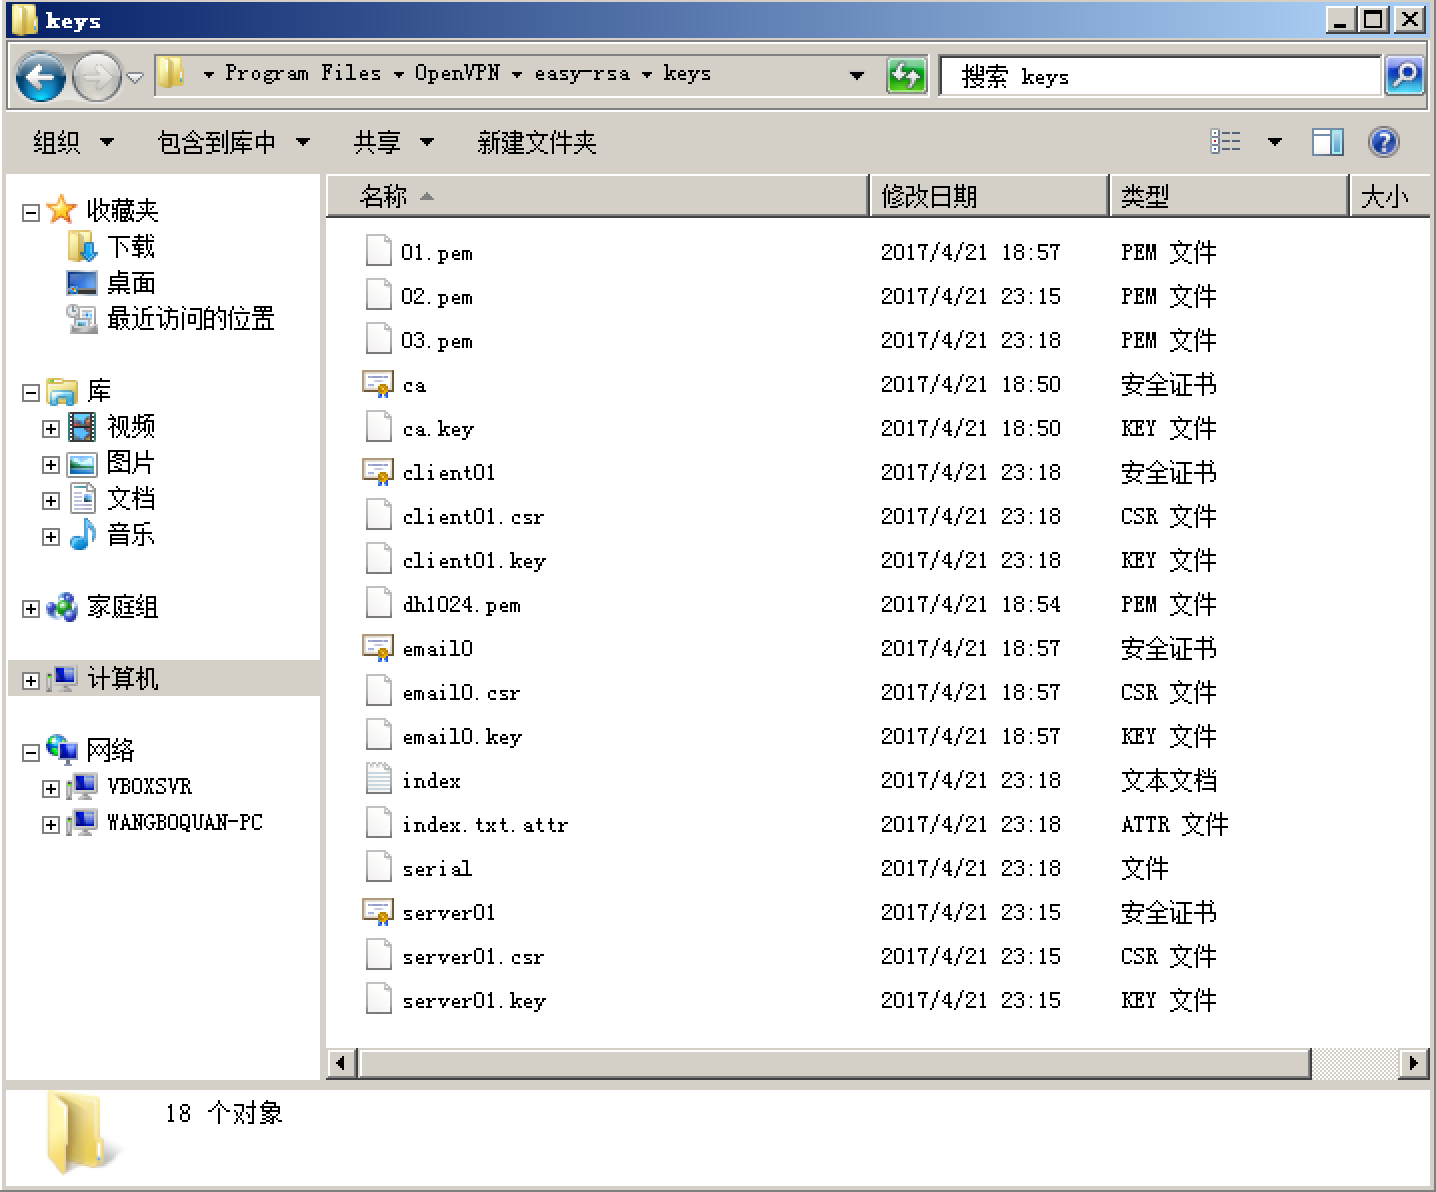 keys
Program Files OpenVPN easy-rsa keys
搜索 keys
组织 包含到库中 共享 新建文件夹
收藏夹
下载
桌面
最近访问的位置
库
视频
图片
文档
音乐
家庭组
计算机
网络
VBOXSVR
WANGBOQUAN-PC
名称 修改日期 类型 大小
01.pem 2017/4/21 18:57 PEM 文件
02.pem 2017/4/21 23:15 PEM 文件
03.pem 2017/4/21 23:18 PEM 文件
ca 2017/4/21 18:50 安全证书
ca.key 2017/4/21 18:50 KEY 文件
client01 2017/4/21 23:18 安全证书
client01.csr 2017/4/21 23:18 CSR 文件
client01.key 2017/4/21 23:18 KEY 文件
dh1024.pem 2017/4/21 18:54 PEM 文件
email0 2017/4/21 18:57 安全证书
email0.csr 2017/4/21 18:57 CSR 文件
email0.key 2017/4/21 18:57 KEY 文件
index 2017/4/21 23:18 文本文档
index.txt.attr 2017/4/21 23:18 ATTR 文件
serial 2017/4/21 23:18 文件
server01 2017/4/21 23:15 安全证书
server01.csr 2017/4/21 23:15 CSR 文件
server01.key 2017/4/21 23:15 KEY 文件
18 个对象